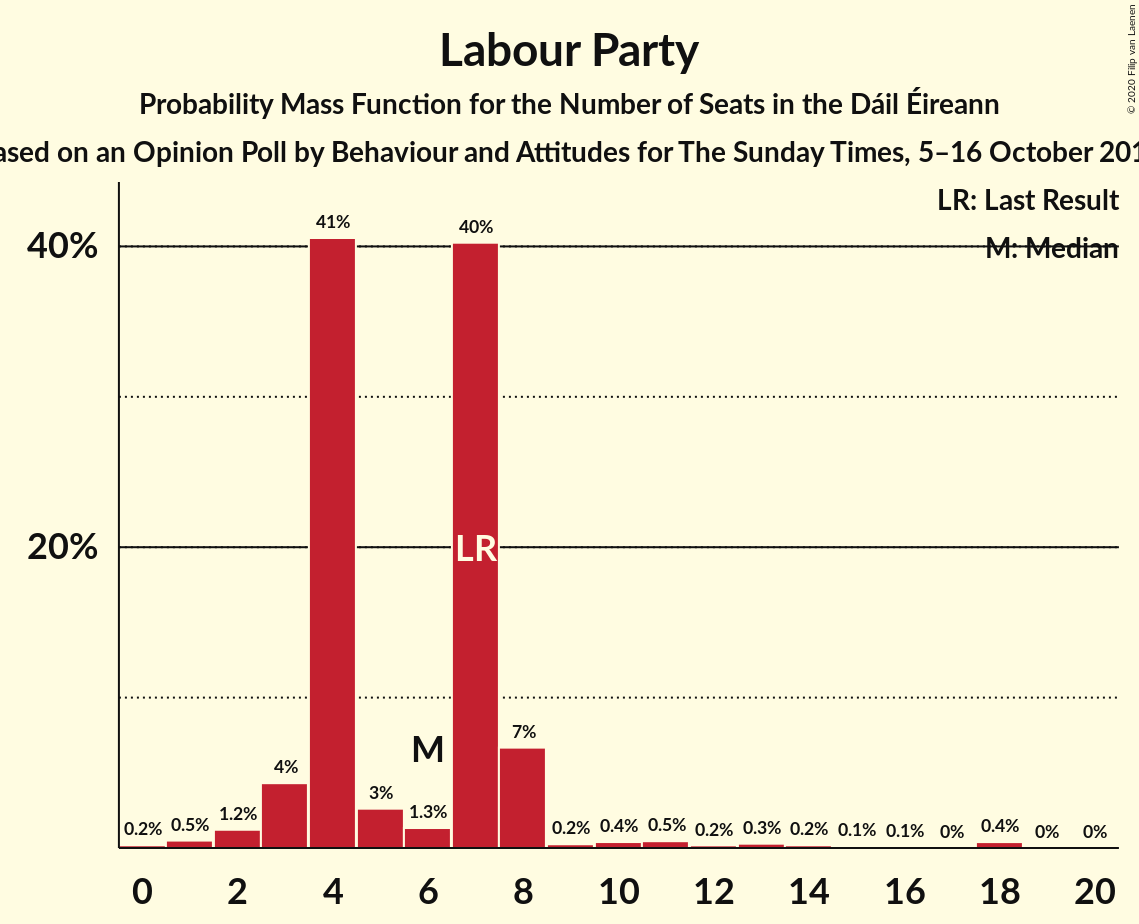 Labour Party
Probability Mass Function for the Number of Seats in the Dáil Éireann
ased on an Opinion Poll by Behaviour and Attitudes for The Sunday Times, 5–16 October 201
© 2020 Filip van Laenen
LR: Last Result
M: Median
40%
20%
0.2% 0.5% 1.2% 4% 41% 3% 1.3% 40% 7% 0.2% 0.4% 0.5% 0.2% 0.3% 0.2% 0.1% 0.1% 0% 0.4% 0% 0%
LR
M
0 2 4 6 8 10 12 14 16 18 20